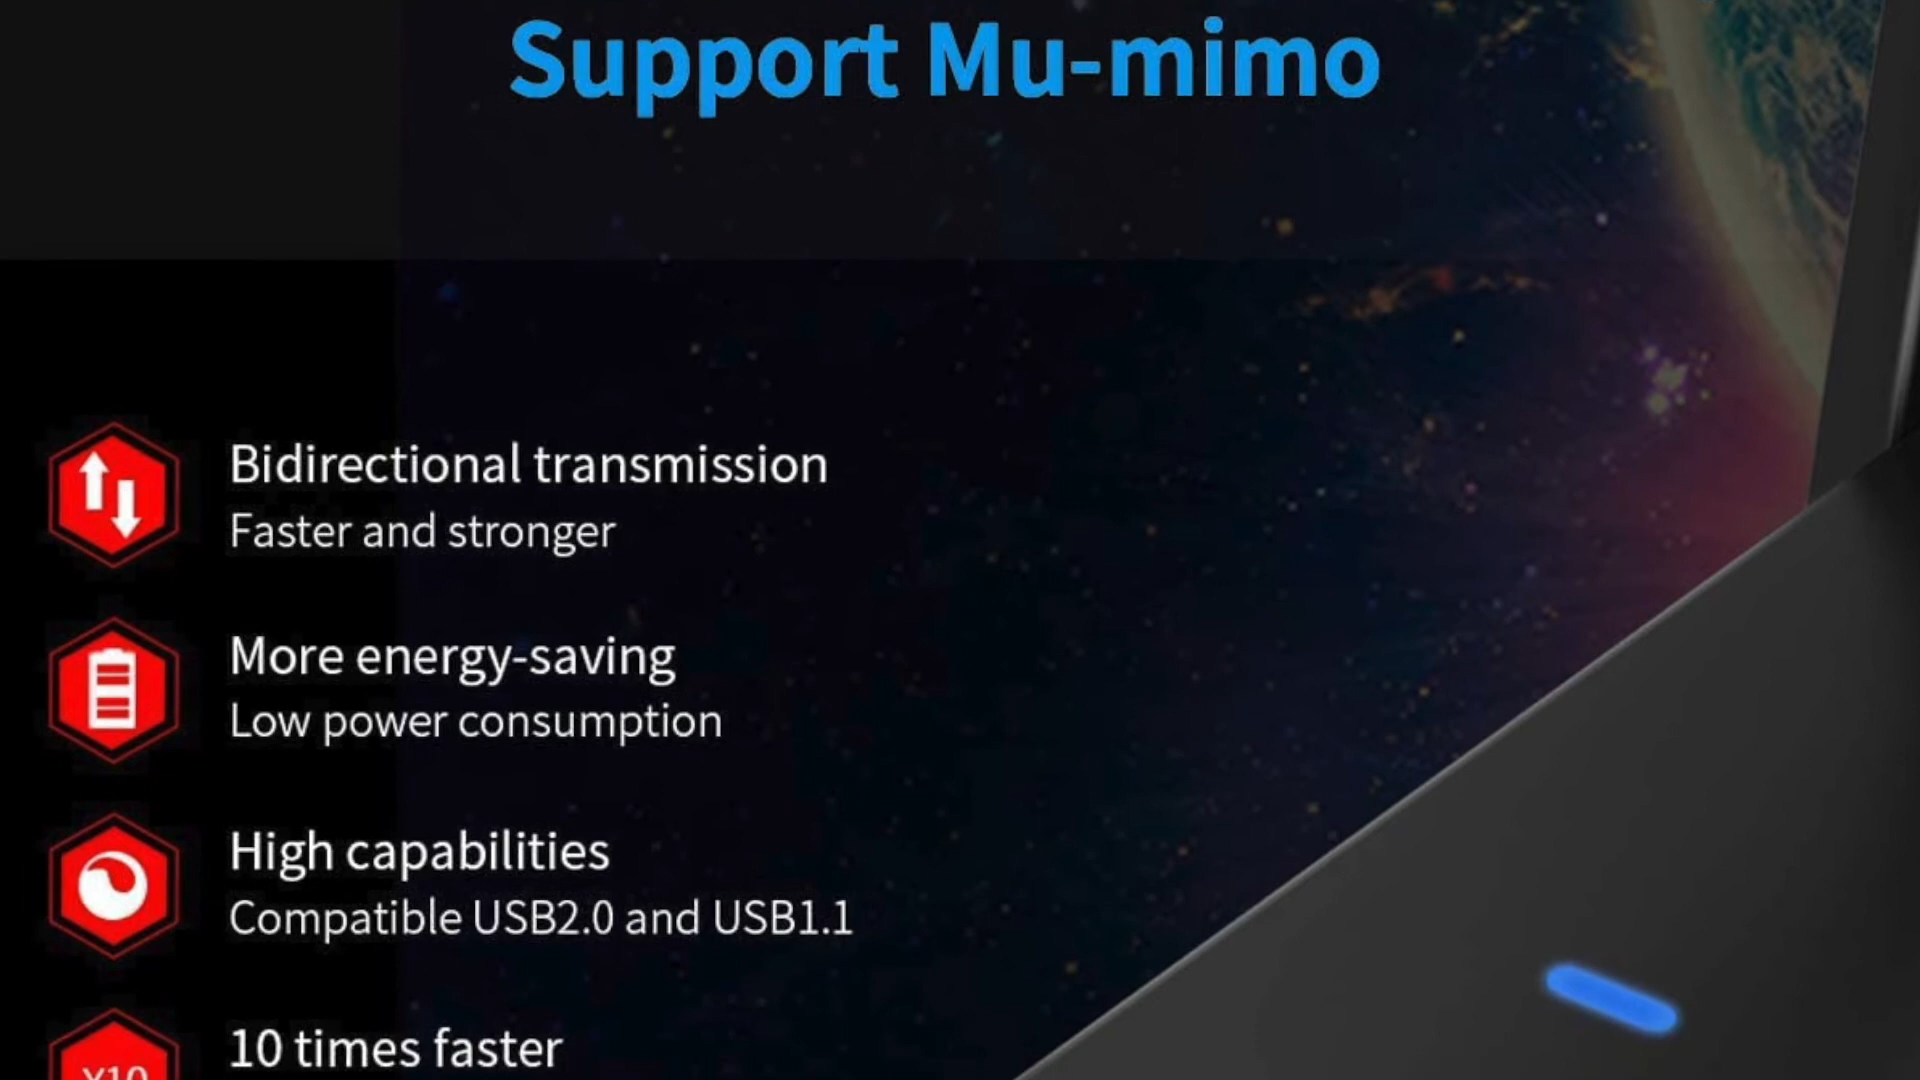 Support Mu-mimo
Bidirectional transmission
Faster and stronger
More energy-saving
Low power consumption
High capabilities
Compatible USB2.0 and USB1.1
10 times faster
X10